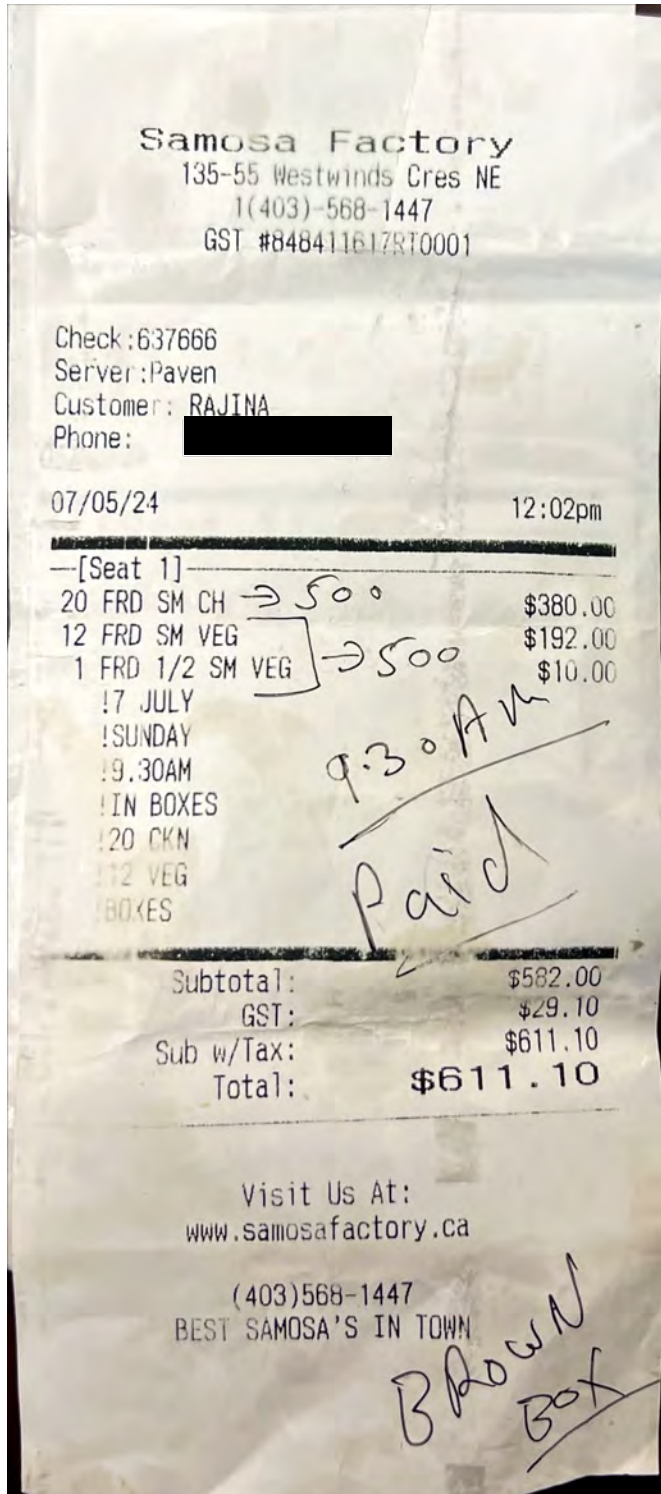 Samosa Factory
135-55 Westwinds Cres NE
1(403)-568-1447
GST #848411617RT0001
Check:637666
Server:Paven
Customer: RAJINA
Phone:
07/05/24 12:02pm
[Seat 1]
20 FRD SM CH → 500 $380.00
12 FRD SM VEG $192.00
1 FRD 1/2 SM VEG → 500 $10.00
!7 JULY
!SUNDAY
!9.30AM 9.30 AM
!IN BOXES
!20 CKN
!12 VEG Paid
!BOXES
Subtotal: $582.00
GST: $29.10
Sub w/Tax: $611.10
Total: $611.10
Visit Us At:
www.samosafactory.ca
(403)568-1447
BEST SAMOSA'S IN TOWN
BROWN
BOX